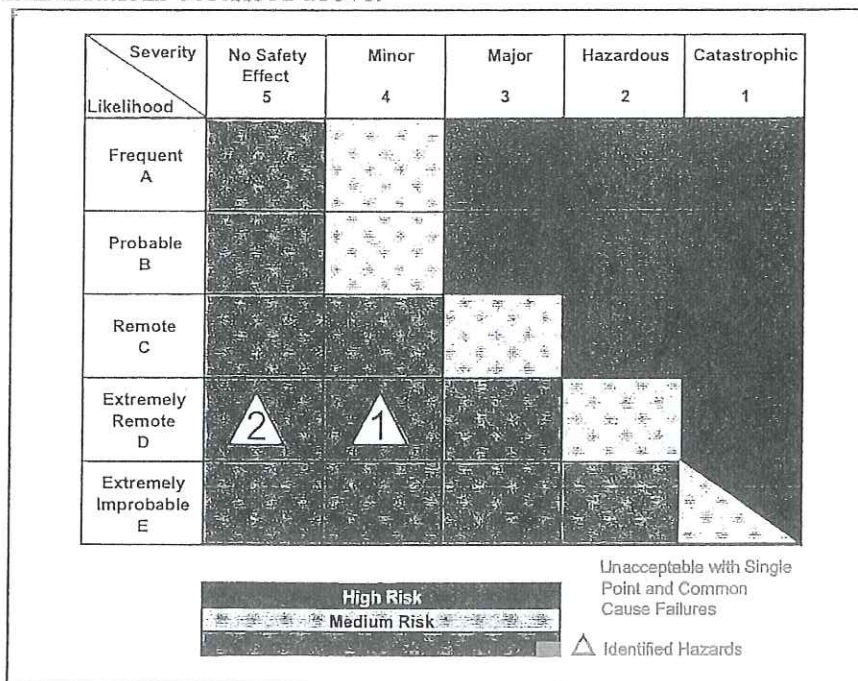 Severity
Likelihood
No Safety
Effect
5
Minor
4
Major
3
Hazardous
2
Catastrophic
1
Frequent
A
Probable
B
Remote
C
Extremely
Remote
D
2
1
Extremely
Improbable
E
High Risk
Medium Risk
Unacceptable with Single
Point and Common
Cause Failures
Identified Hazards